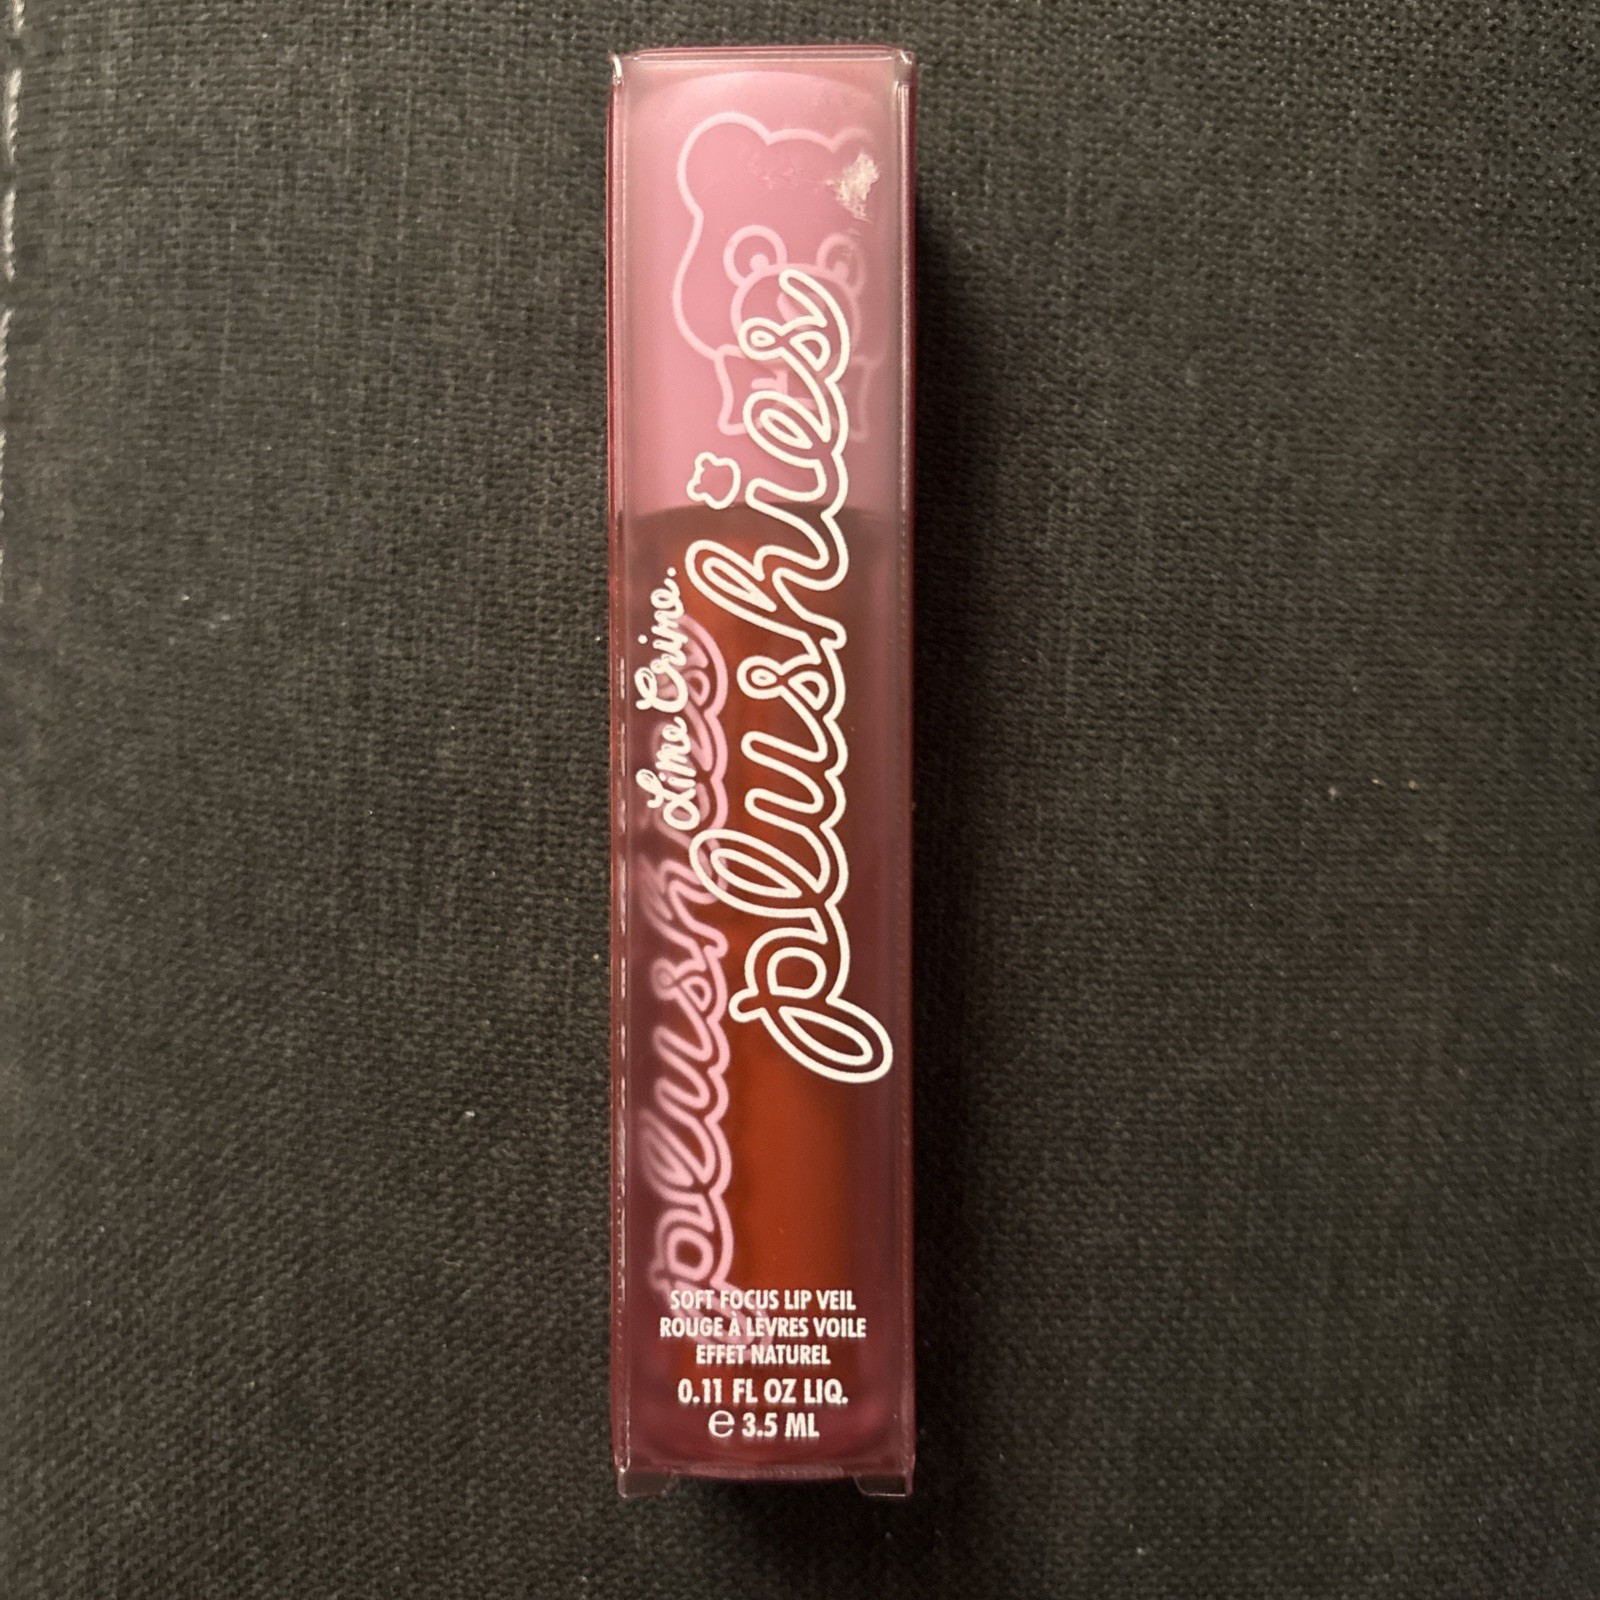 Lime Crime.
plushies
plushies
SOFT FOCUS LIP VEIL
ROUGE À LÈVRES VOILE
EFFET NATUREL
0.11 FL OZ LIQ.
℮ 3.5 ML